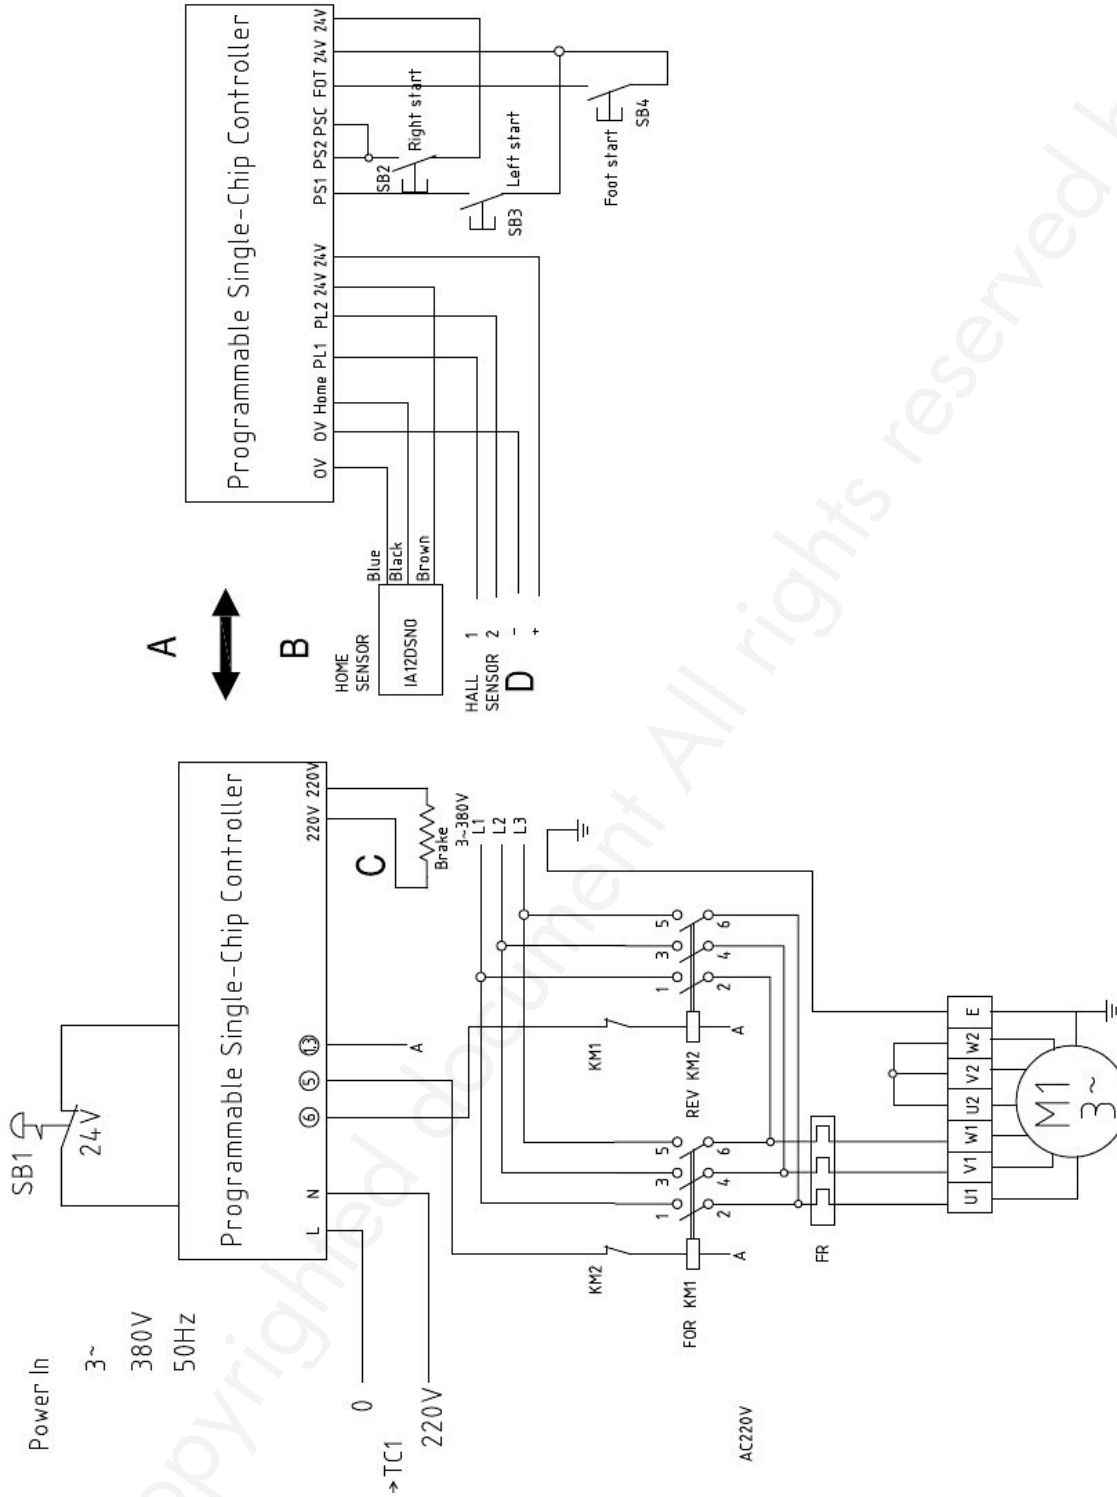 Power In
3~
380V
50Hz
SB1
24V
Programmable Single-Chip Controller
L
N
6
5
13
220V
220V
0
220V
→TC1
A
C
Brake
A
B
Programmable Single-Chip Controller
0V
0V
Home
PL1
PL2
24V
24V
PS1
PS2
PSC
FOT
24V
24V
Blue
Black
Brown
HOME
SENSOR
IA12DSNO
HALL
SENSOR
1
2
-
+
D
SB2
Right start
SB3
Left start
SB4
Foot start
3~380V
L1
L2
L3
KM2
FOR KM1
A
1
3
5
2
4
6
KM1
REV KM2
A
1
3
5
2
4
6
FR
U1
V1
W1
U2
V2
W2
E
M1
3~
AC220V
Copyrighted document All rights reserved b